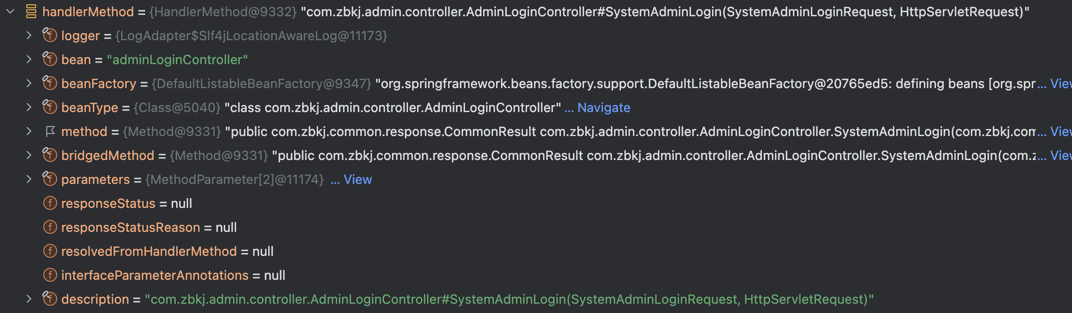 handlerMethod = {HandlerMethod@9332} "com.zbkj.admin.controller.AdminLoginController#SystemAdminLogin(SystemAdminLoginRequest, HttpServletRequest)"
logger = {LogAdapter$Slf4jLocationAwareLog@11173}
bean = "adminLoginController"
beanFactory = {DefaultListableBeanFactory@9347} "org.springframework.beans.factory.support.DefaultListableBeanFactory@20765ed5: defining beans [org.spr... View
beanType = {Class@5040} "class com.zbkj.admin.controller.AdminLoginController" ... Navigate
method = {Method@9331} "public com.zbkj.common.response.CommonResult com.zbkj.admin.controller.AdminLoginController.SystemAdminLogin(com.zbkj.com... View
bridgedMethod = {Method@9331} "public com.zbkj.common.response.CommonResult com.zbkj.admin.controller.AdminLoginController.SystemAdminLogin(com.z... View
parameters = {MethodParameter[2]@11174} ... View
responseStatus = null
responseStatusReason = null
resolvedFromHandlerMethod = null
interfaceParameterAnnotations = null
description = "com.zbkj.admin.controller.AdminLoginController#SystemAdminLogin(SystemAdminLoginRequest, HttpServletRequest)"